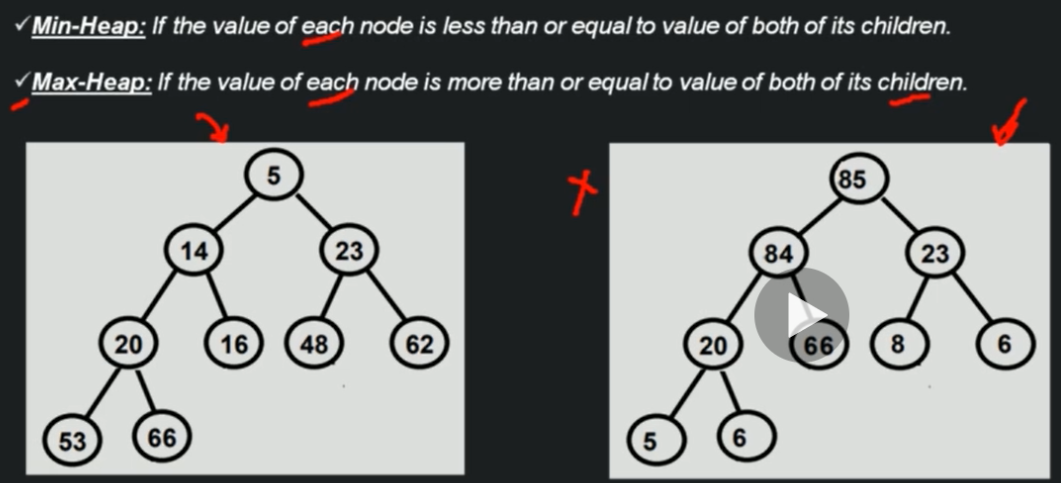 ✓Min-Heap: If the value of each node is less than or equal to value of both of its children.
✓Max-Heap: If the value of each node is more than or equal to value of both of its children.
5
14 23
20 16 48 62
53 66
85
84 23
20 66 8 6
5 6